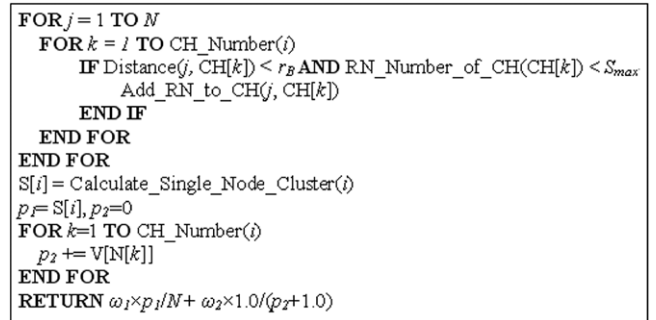 FOR j = 1 TO N
FOR k = 1 TO CH_Number(i)
IF Distance(j, CH[k]) < rB AND RN_Number_of_CH(CH[k]) < Smax
Add_RN_to_CH(j, CH[k])
END IF
END FOR
END FOR
S[i] = Calculate_Single_Node_Cluster(i)
p1= S[i], p2=0
FOR k=1 TO CH_Number(i)
p2 += V[N[k]]
END FOR
RETURN ω1×p1/N+ ω2×1.0/(p2+1.0)